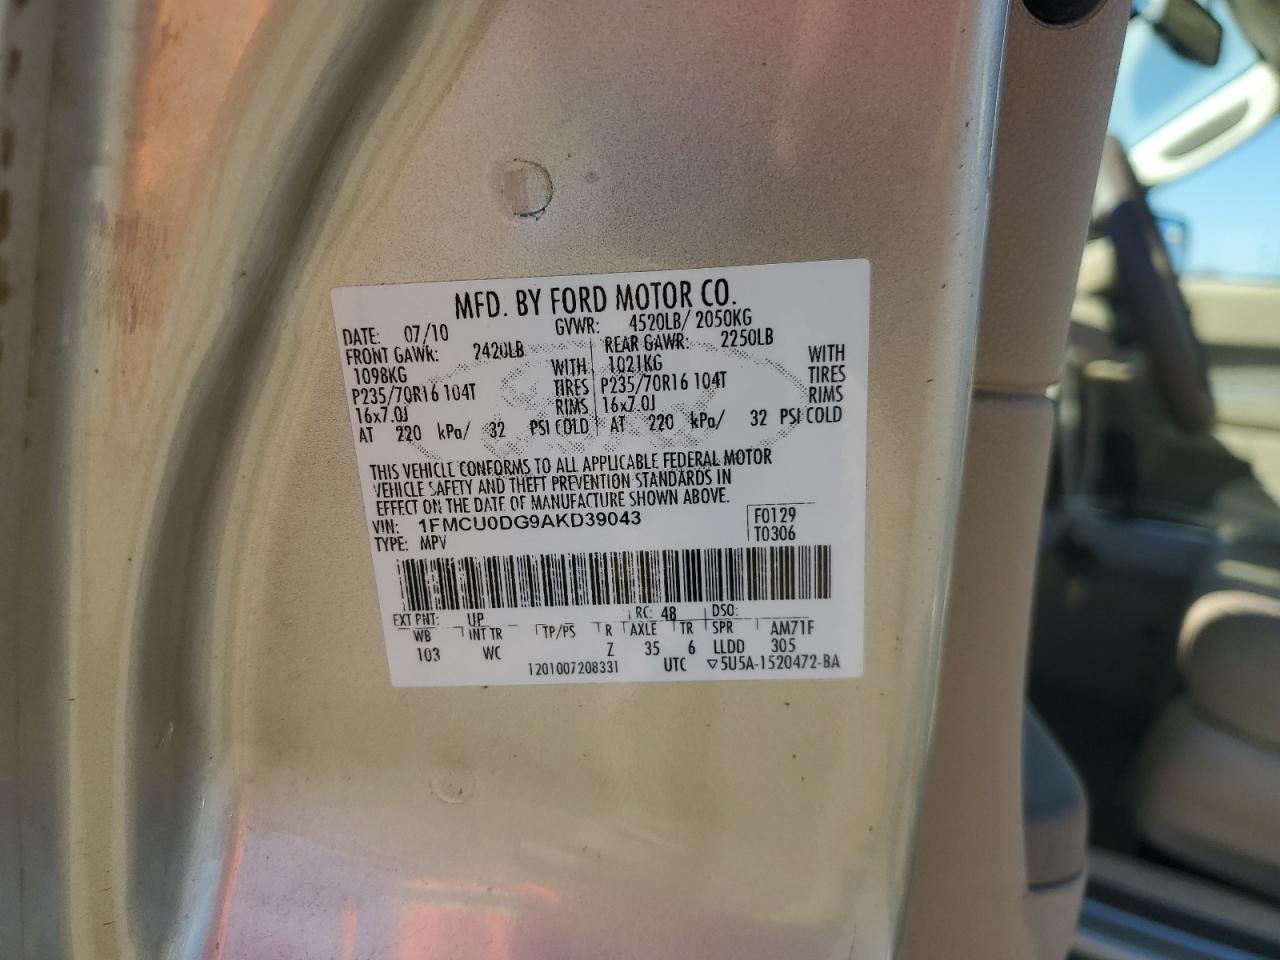 MFD. BY FORD MOTOR CO.
DATE: 07/10 GVWR: 4520LB/ 2050KG
FRONT GAWR: 2420LB REAR GAWR: 2250LB
1098KG WITH 1021KG WITH
P235/70R16 104T TIRES P235/70R16 104T TIRES
16x7.0J RIMS 16x7.0J RIMS
AT 220 kPa/ 32 PSI COLD AT 220 kPa/ 32 PSI COLD
THIS VEHICLE CONFORMS TO ALL APPLICABLE FEDERAL MOTOR
VEHICLE SAFETY AND THEFT PREVENTION STANDARDS IN
EFFECT ON THE DATE OF MANUFACTURE SHOWN ABOVE.
VIN: 1FMCU0DG9AKD39043 F0129
TYPE: MPV T0306
EXT PNT: UP RC: 48 DSO:
WB INT TR TP/PS R AXLE TR SPR AM71F
103 WC Z 35 6 LLDD 305
1201007208331 UTC ▽5U5A-1520472-BA